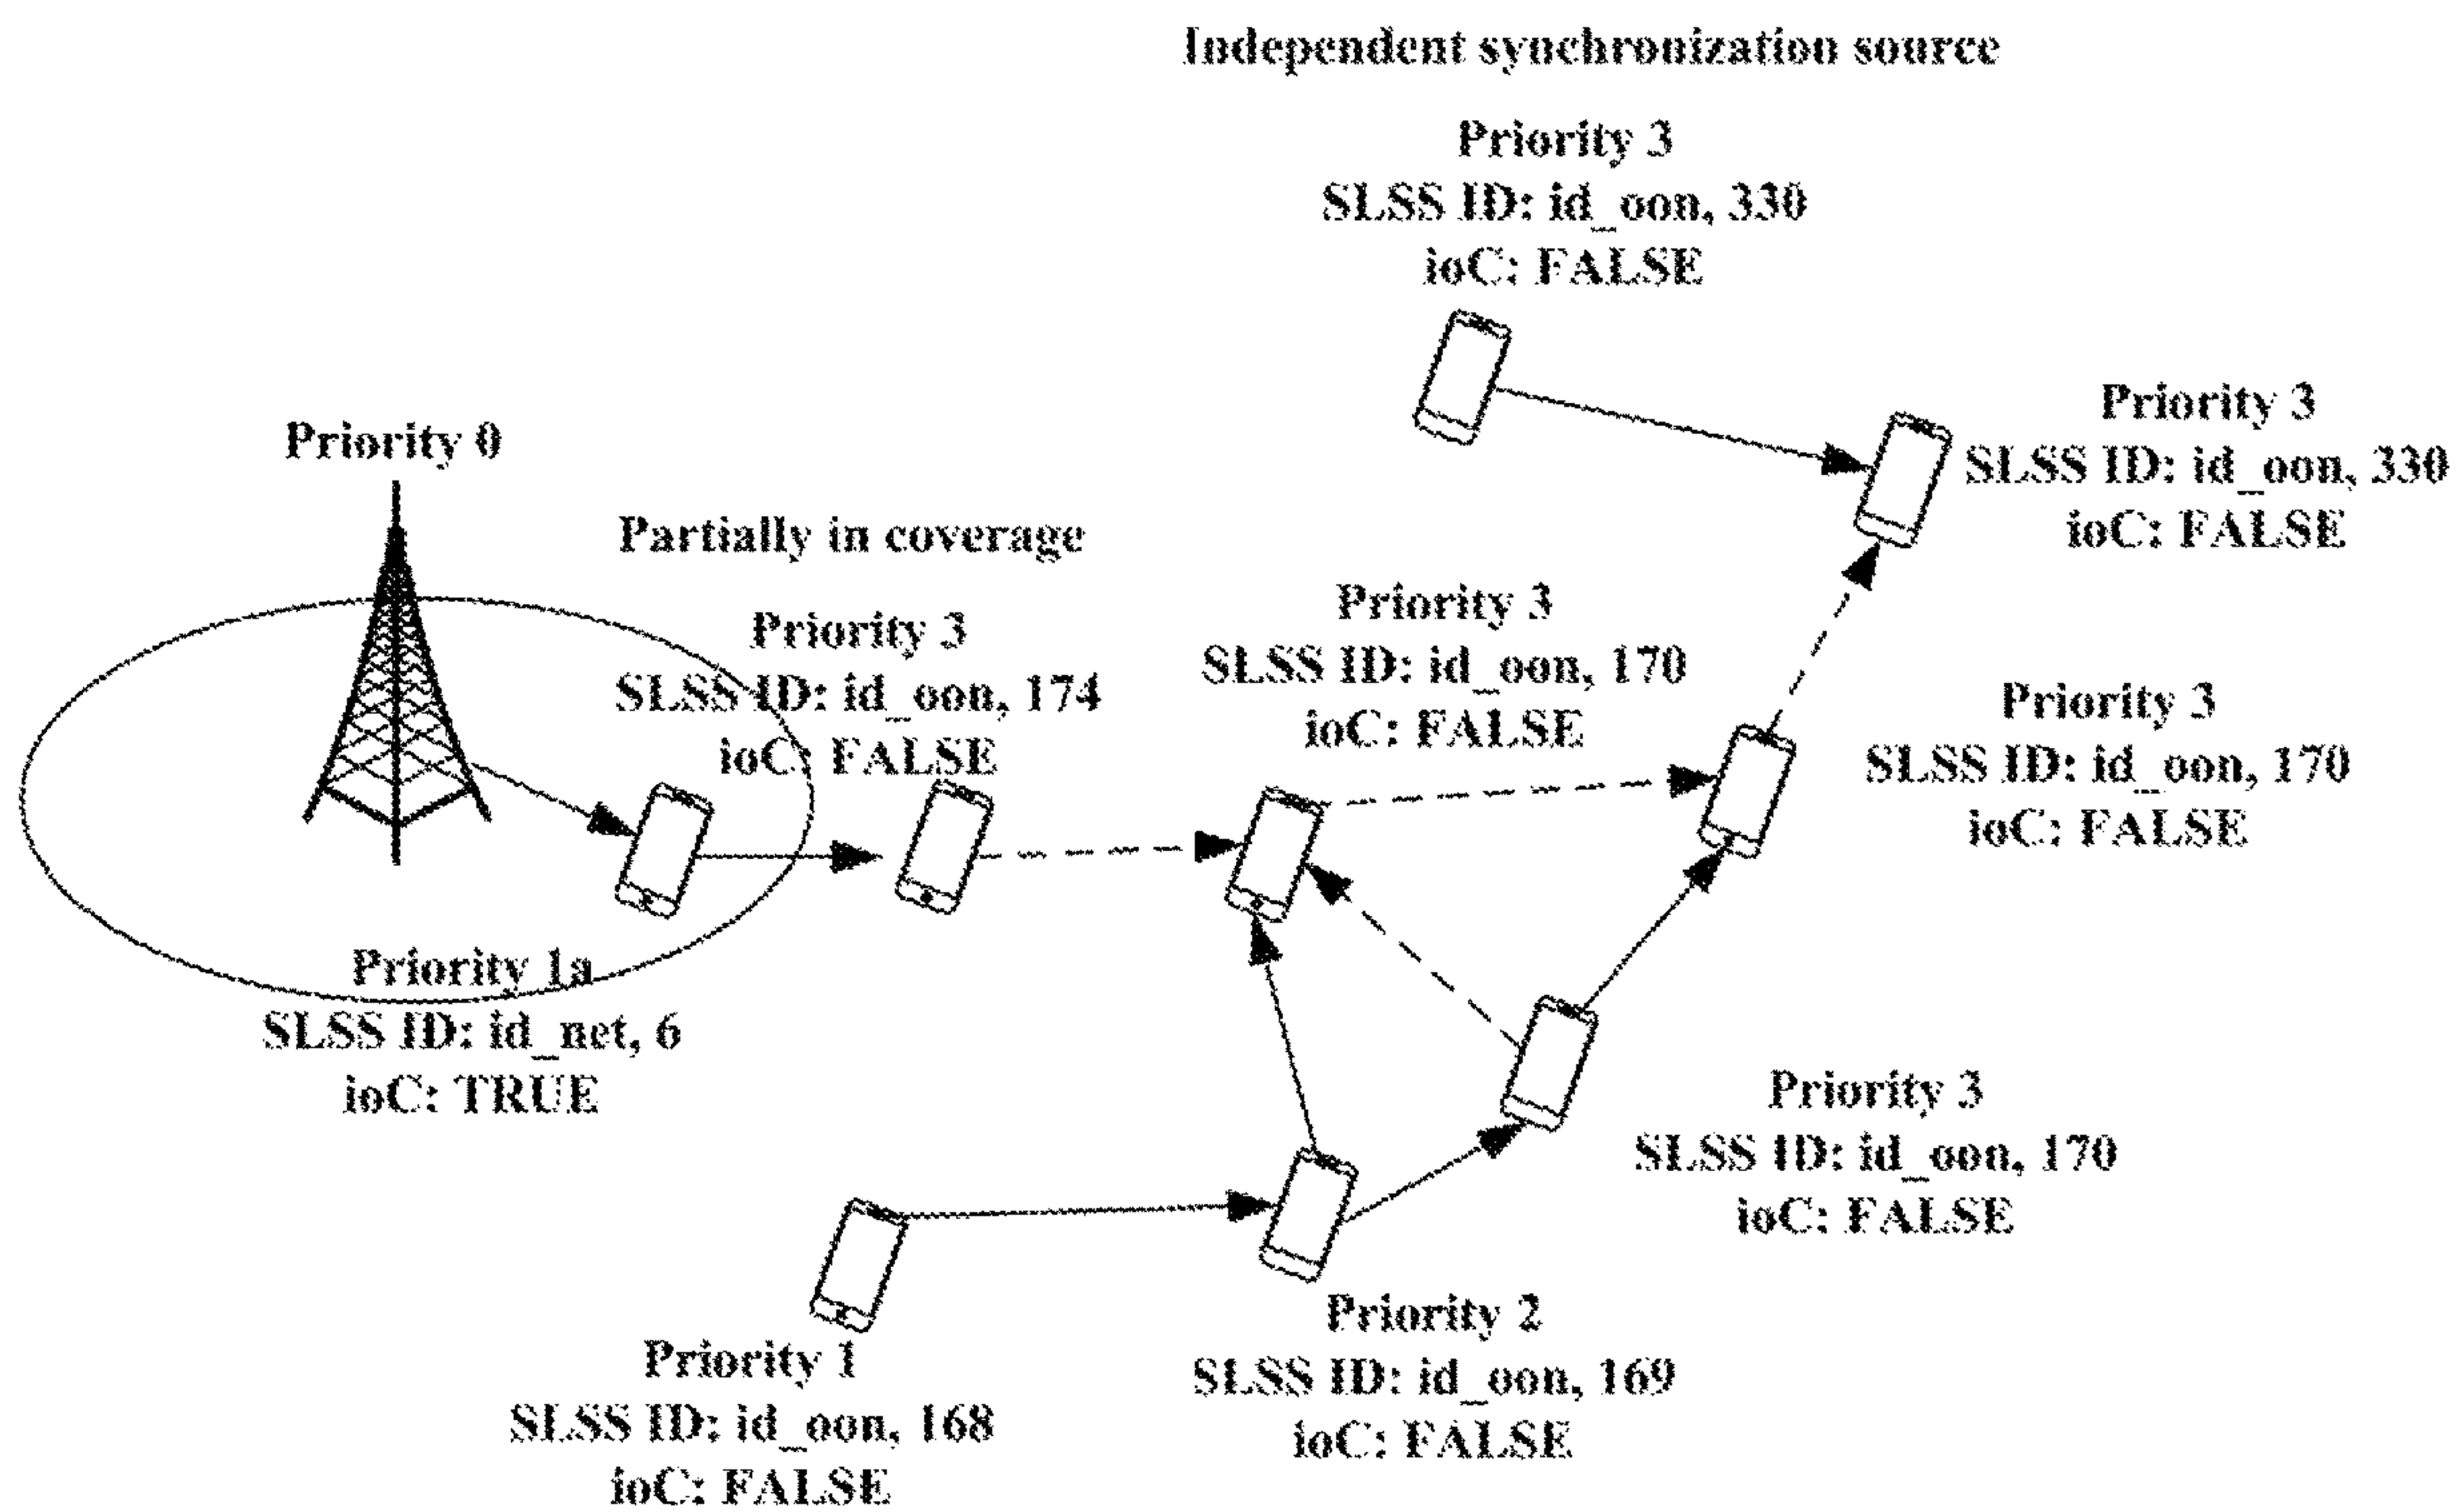 Independent synchronization source
Priority 3
SLSS ID: id_oon, 330
ioC: FALSE
Priority 3
SLSS ID: id_oon, 330
ioC: FALSE
Priority 0
Partially in coverage
Priority 3
SLSS ID: id_oon, 174
ioC: FALSE
Priority 3
SLSS ID: id_oon, 170
ioC: FALSE
Priority 3
SLSS ID: id_oon, 170
ioC: FALSE
Priority 1a
SLSS ID: id_net, 6
ioC: TRUE
Priority 3
SLSS ID: id_oon, 170
ioC: FALSE
Priority 2
SLSS ID: id_oon, 169
ioC: FALSE
Priority 1
SLSS ID: id_oon, 168
ioC: FALSE